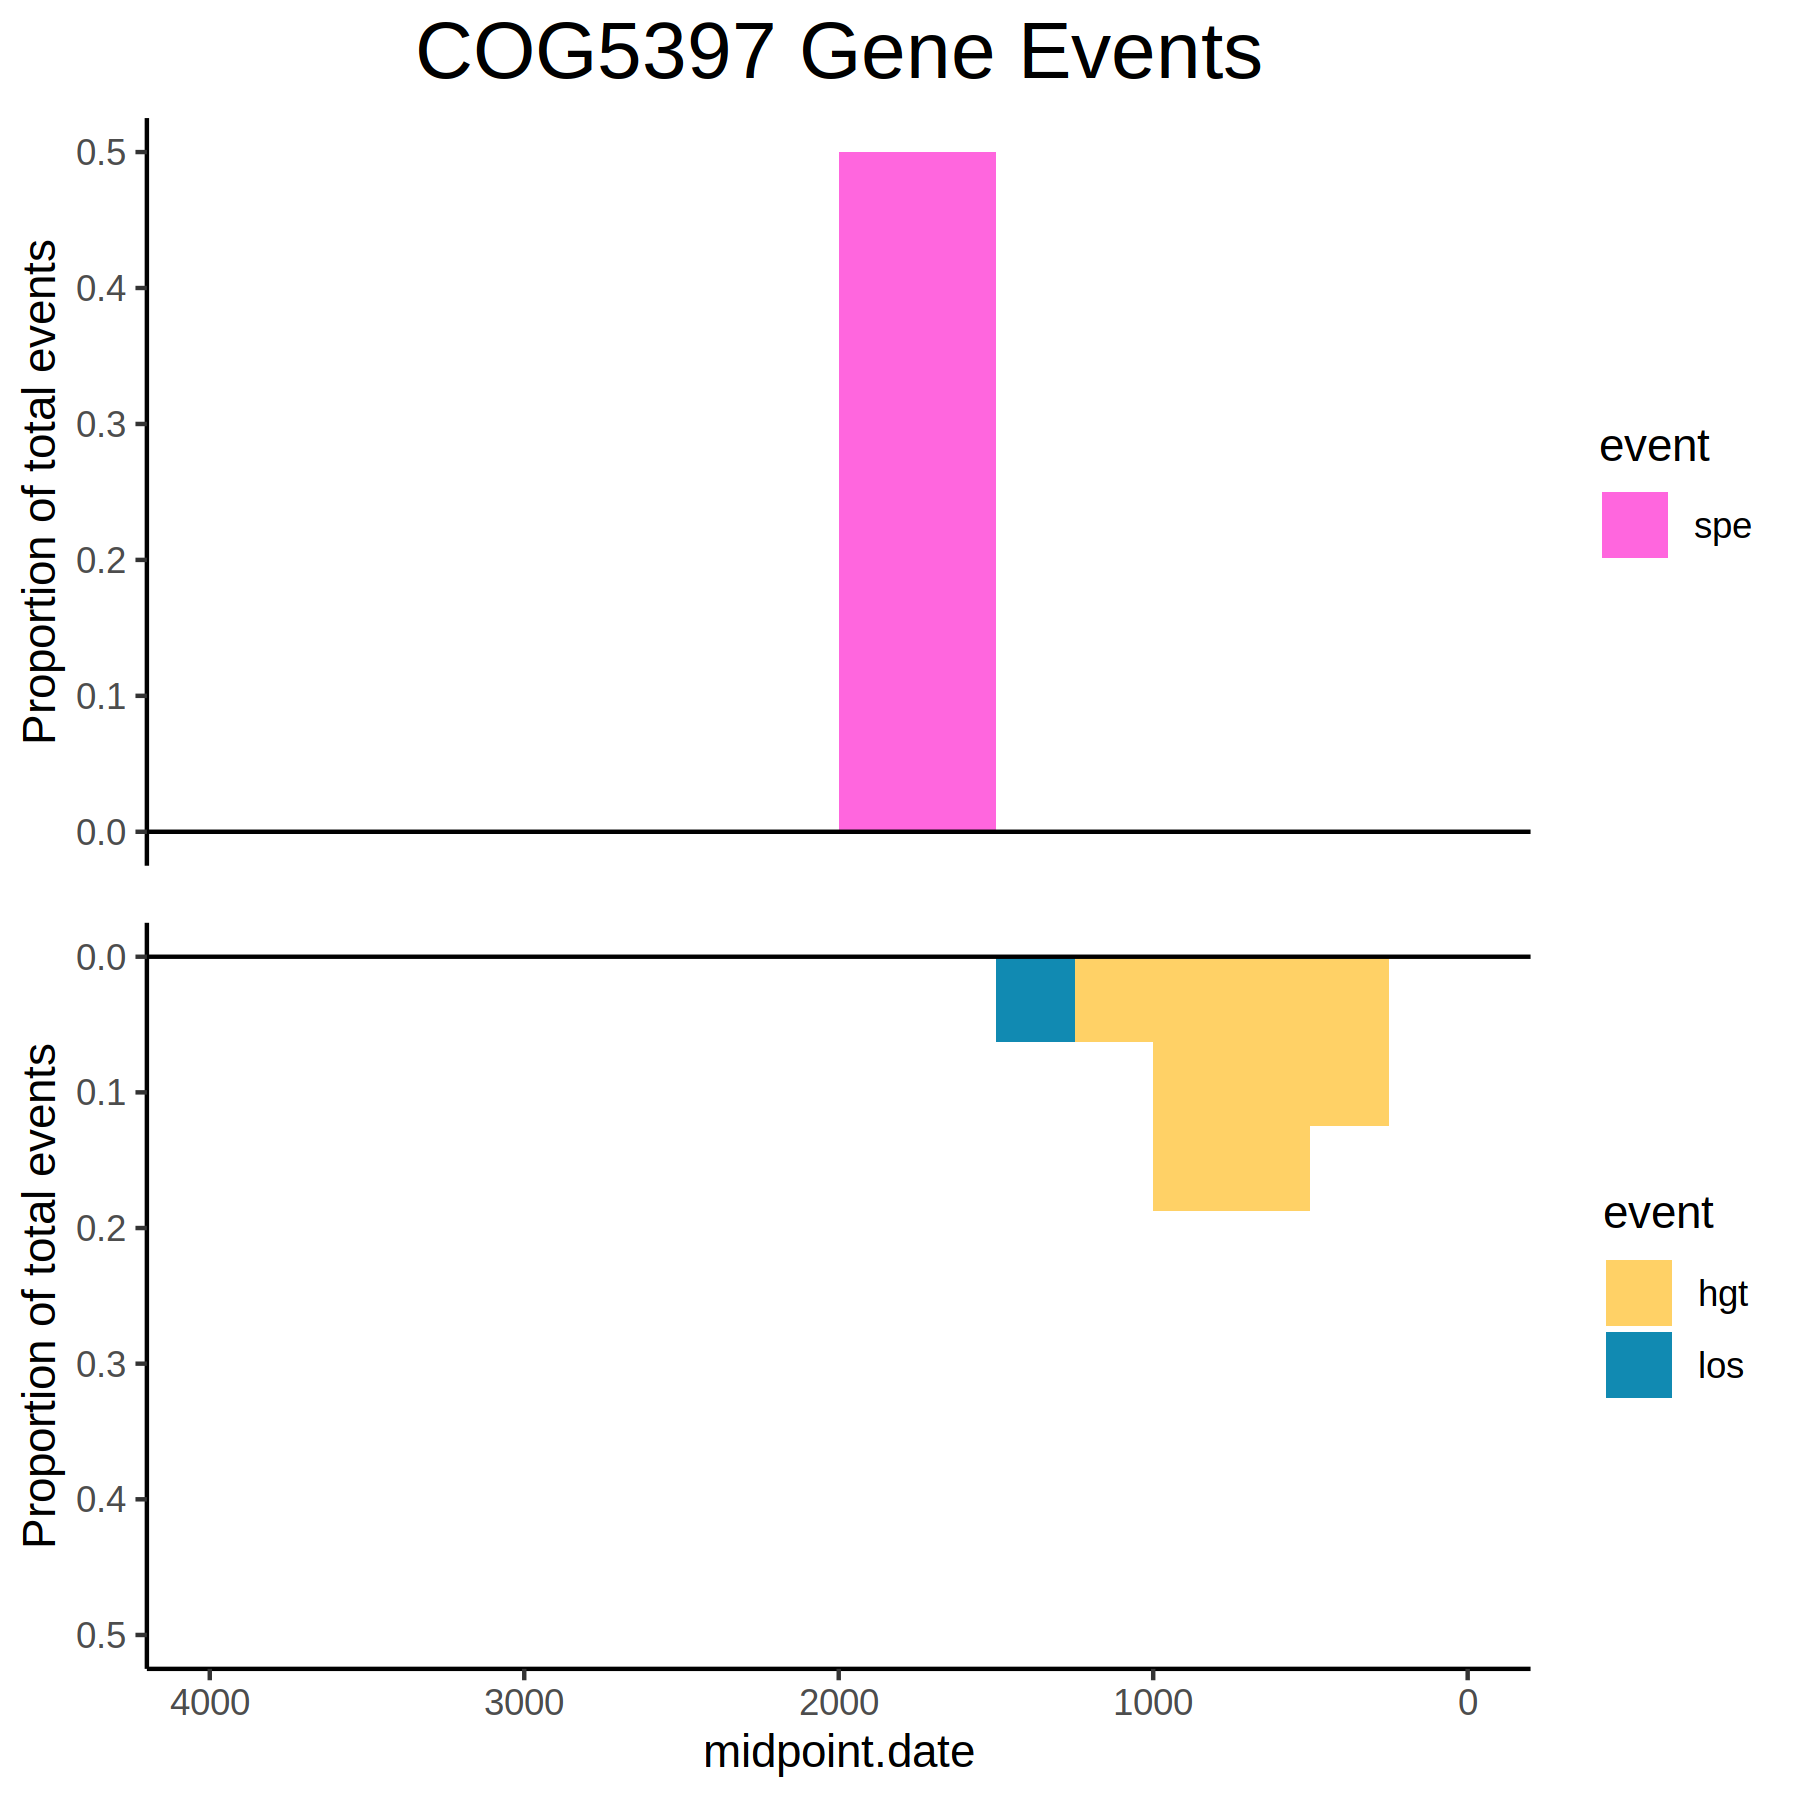 COG5397 Gene Events
Proportion of total events
0.5
0.4
0.3
0.2
0.1
0.0
event
spe
Proportion of total events
0.0
0.1
0.2
0.3
0.4
0.5
event
hgt
los
4000 3000 2000 1000 0
midpoint.date